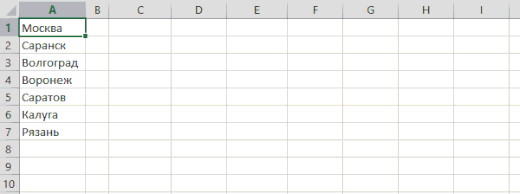 A B C D E F G H I
1 Москва
2 Саранск
3 Волгоград
4 Воронеж
5 Саратов
6 Калуга
7 Рязань
8
9
10